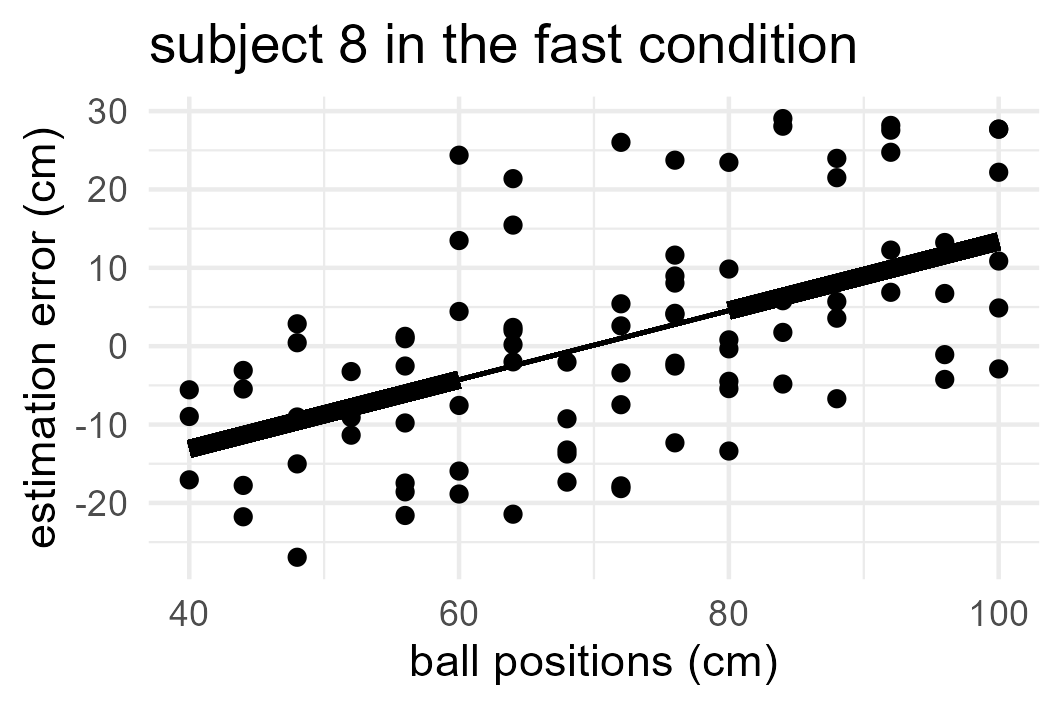 subject 8 in the fast condition
30
20
10
0
-10
-20
estimation error (cm)
40 60 80 100
ball positions (cm)